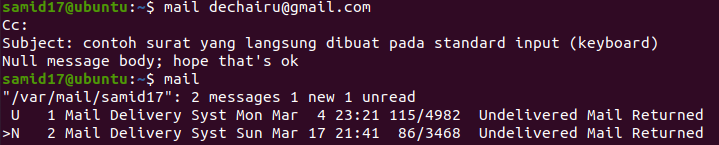 samid17@ubuntu:~$ mail dechairu@gmail.com
Cc:
Subject: contoh surat yang langsung dibuat pada standard input (keyboard)
Null message body; hope that's ok
samid17@ubuntu:~$ mail
"/var/mail/samid17": 2 messages 1 new 1 unread
 U   1 Mail Delivery Syst Mon Mar  4 23:21 115/4982  Undelivered Mail Returned
>N   2 Mail Delivery Syst Sun Mar 17 21:41  86/3468  Undelivered Mail Returned